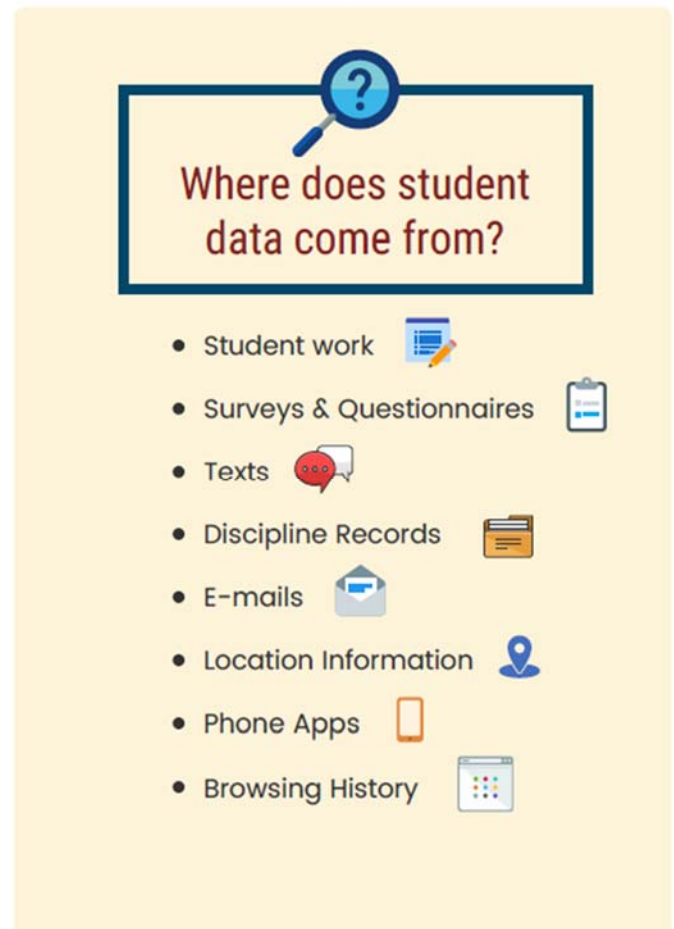 ?
Where does student
data come from?
• Student work
• Surveys & Questionnaires
• Texts
• Discipline Records
• E-mails
• Location Information
• Phone Apps
• Browsing History